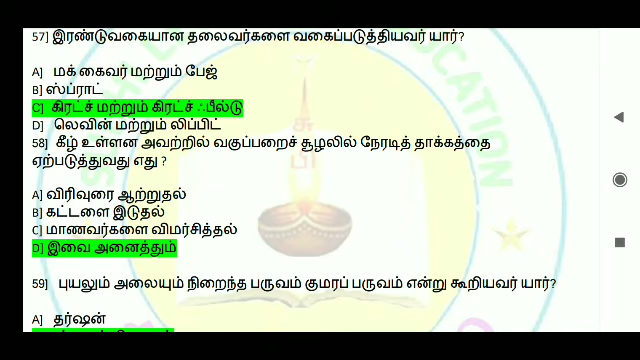 57] இரண்டுவகையான தலைவர்களை வகைப்படுத்தியவர் யார்?
A] மக் கைவர் மற்றும் பேஜ்
B] ஸ்ப்ராட்
C] கிரட்ச் மற்றும் கிரட்ச் ஃபீல்டு
D] லெவின் மற்றும் லிப்பிட்
58] கீழ் உள்ளன அவற்றில் வகுப்பறைச் சூழலில் நேரடித் தாக்கத்தை
ஏற்படுத்துவது எது ?
A] விரிவுரை ஆற்றுதல்
B] கட்டளை இடுதல்
C] மாணவர்களை விமர்சித்தல்
D] இவை அனைத்தும்
59] புயலும் அலையும் நிறைந்த பருவம் குமரப் பருவம் என்று கூறியவர் யார்?
A] தர்ஷன்